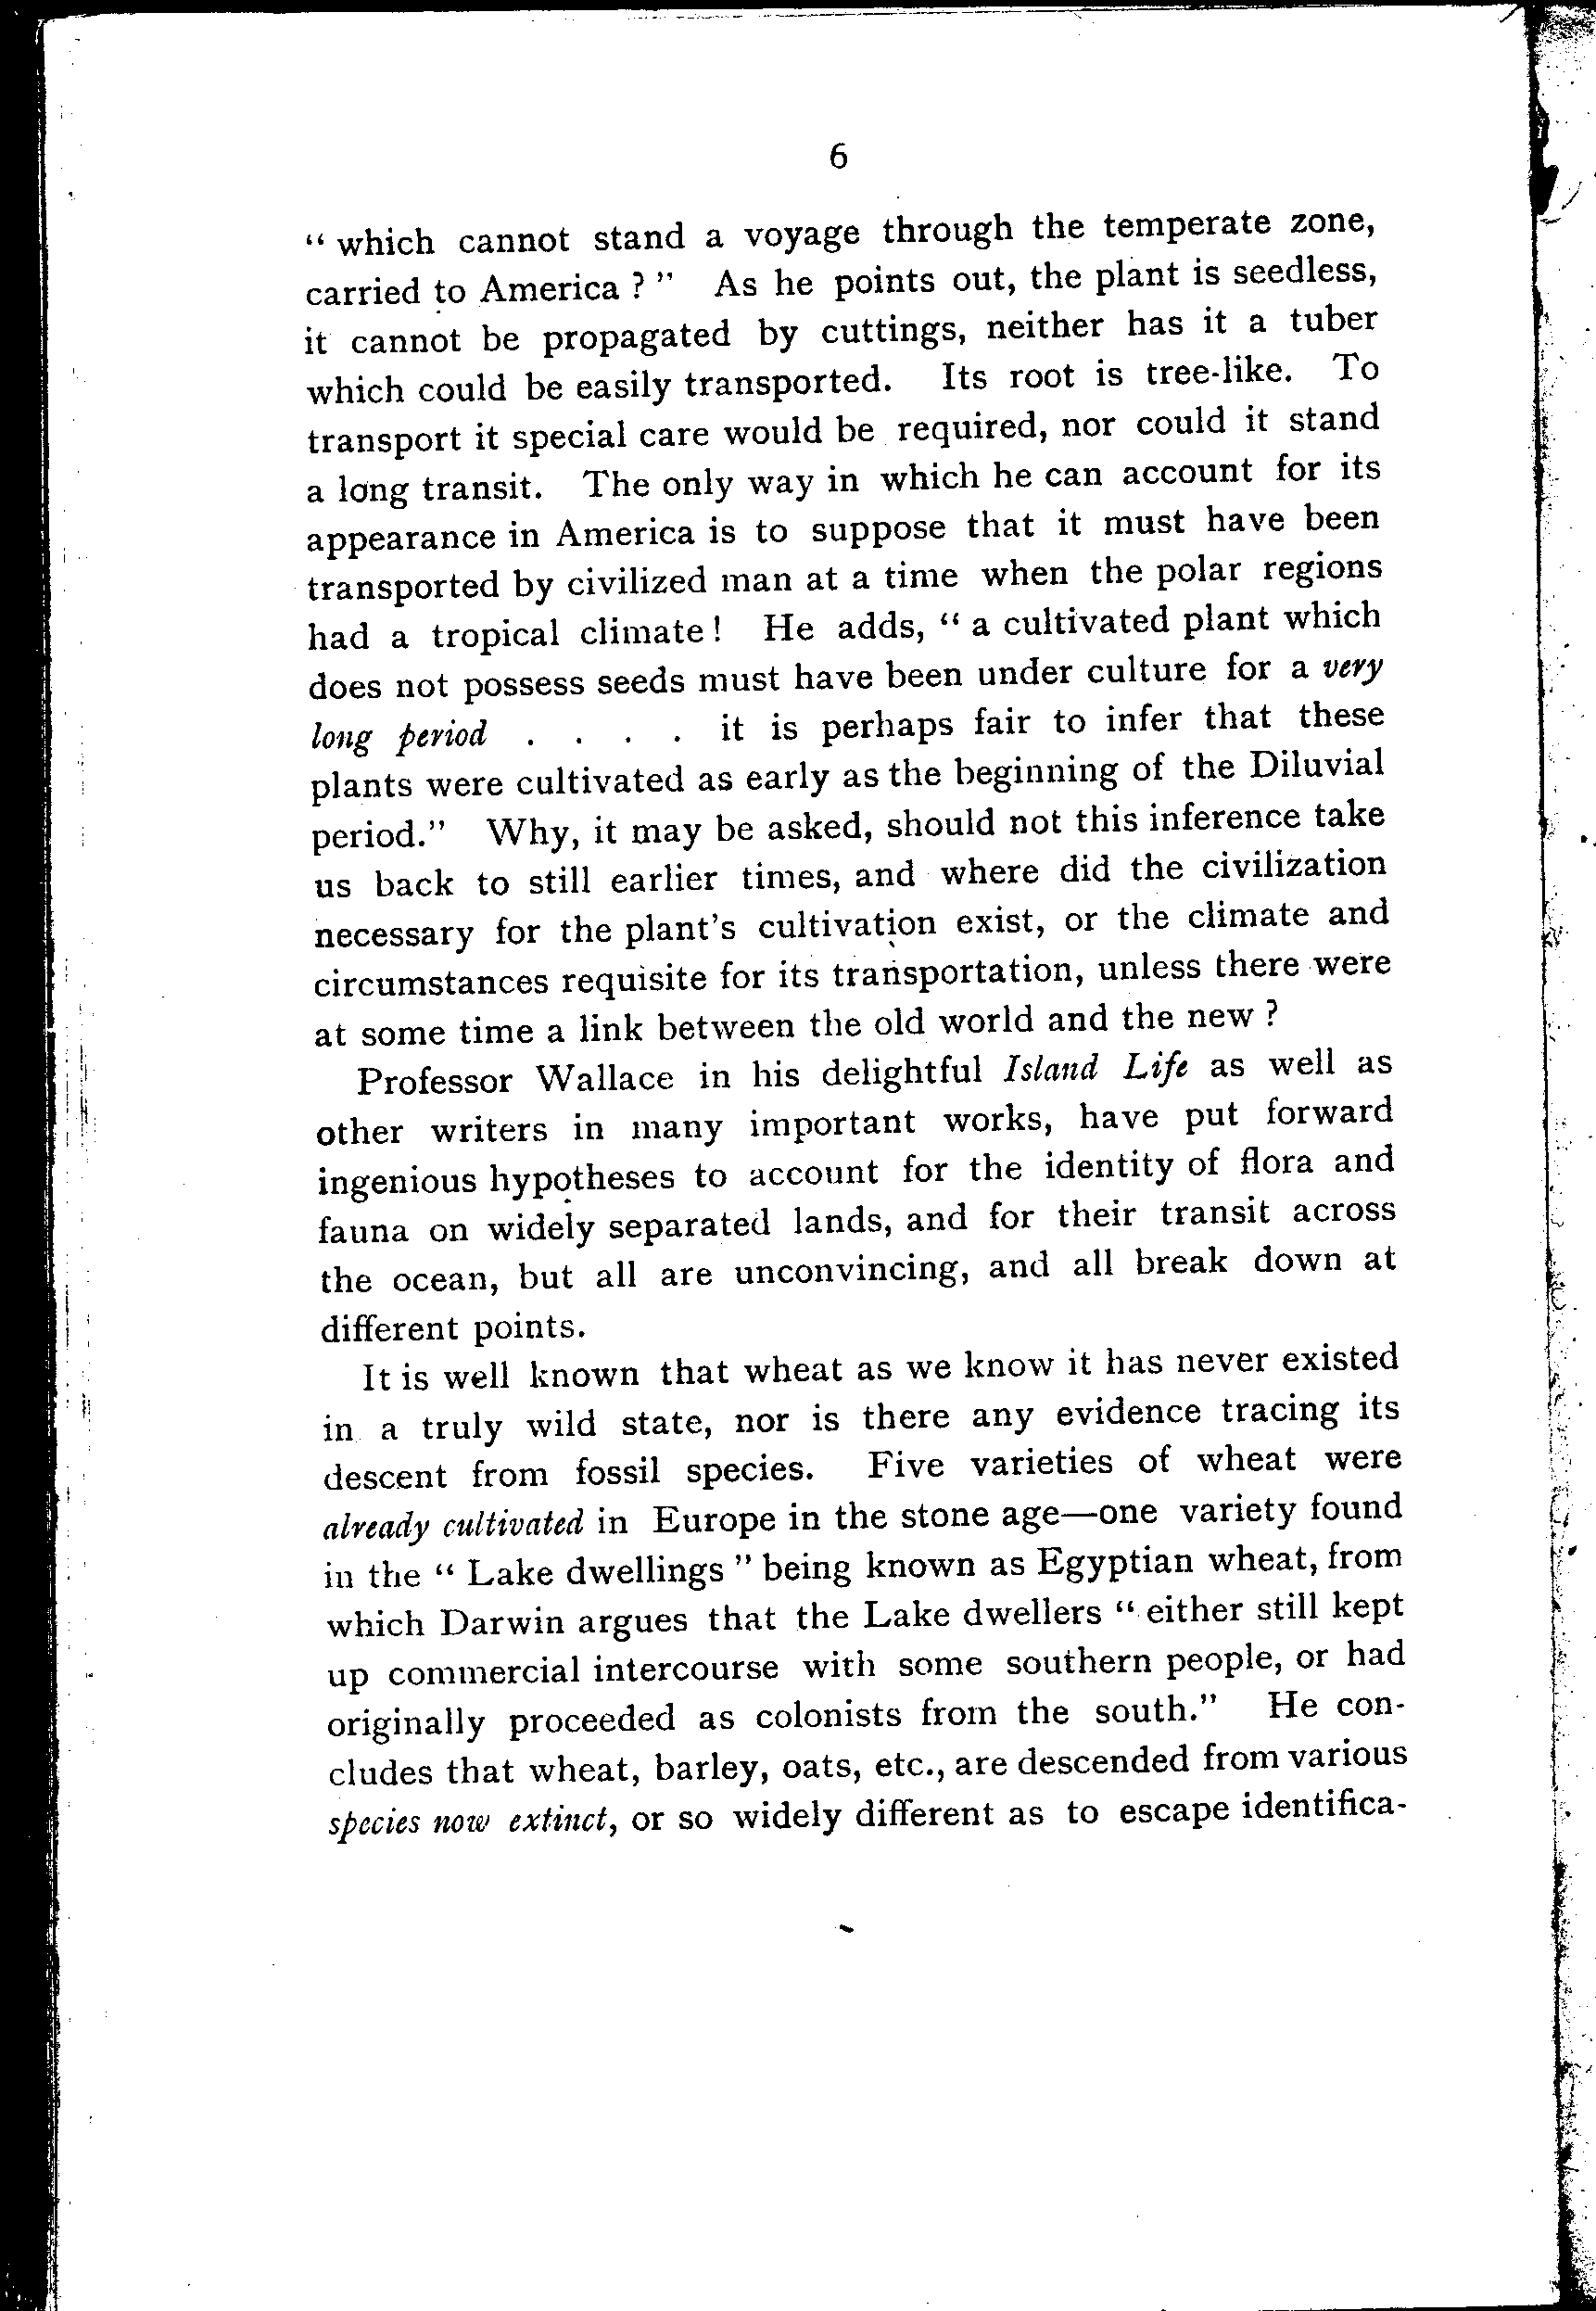 6
“ which cannot stand a voyage through the temperate zone,
carried to America ? ” As he points out, the plant is seedless,
it cannot be propagated by cuttings, neither has it a tuber
which could be easily transported. Its root is tree-like. To
transport it special care would be required, nor could it stand
a long transit. The only way in which he can account for its
appearance in America is to suppose that it must have been
transported by civilized man at a time when the polar regions
had a tropical climate ! He adds, “ a cultivated plant which
does not possess seeds must have been under culture for a very
long period . . . . it is perhaps fair to infer that these
plants were cultivated as early as the beginning of the Diluvial
period.” Why, it may be asked, should not this inference take
us back to still earlier times, and where did the civilization
necessary for the plant’s cultivation exist, or the climate and
circumstances requisite for its transportation, unless there were
at some time a link between the old world and the new ?
Professor Wallace in his delightful Island Life as well as
other writers in many important works, have put forward
ingenious hypotheses to account for the identity of flora and
fauna on widely separated lands, and for their transit across
the ocean, but all are unconvincing, and all break down at
different points.
It is well known that wheat as we know it has never existed
in a truly wild state, nor is there any evidence tracing its
descent from fossil species. Five varieties of wheat were
already cultivated in Europe in the stone age—one variety found
in the “ Lake dwellings ” being known as Egyptian wheat, from
which Darwin argues that the Lake dwellers “ either still kept
up commercial intercourse with some southern people, or had
originally proceeded as colonists from the south.” He con-
cludes that wheat, barley, oats, etc., are descended from various
species now extinct, or so widely different as to escape identifica-